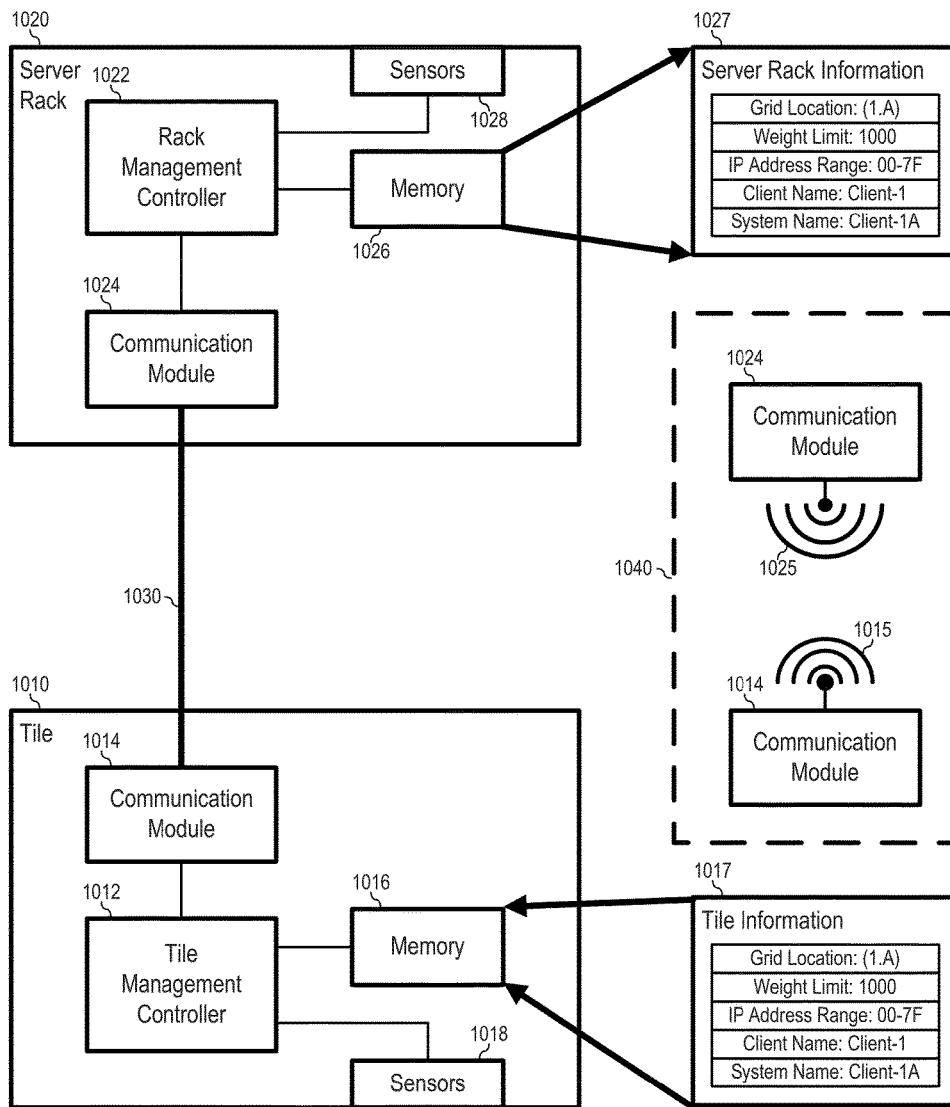 1020
Server
Rack
1022
Rack
Management
Controller
Sensors
1028
Memory
1026
1024
Communication
Module
1027
Server Rack Information
Grid Location: (1.A)
Weight Limit: 1000
IP Address Range: 00-7F
Client Name: Client-1
System Name: Client-1A
1024
Communication
Module
1025
1040
1015
1014
Communication
Module
1030
1010
Tile
1014
Communication
Module
1012
Tile
Management
Controller
1016
Memory
1018
Sensors
1017
Tile Information
Grid Location: (1.A)
Weight Limit: 1000
IP Address Range: 00-7F
Client Name: Client-1
System Name: Client-1A